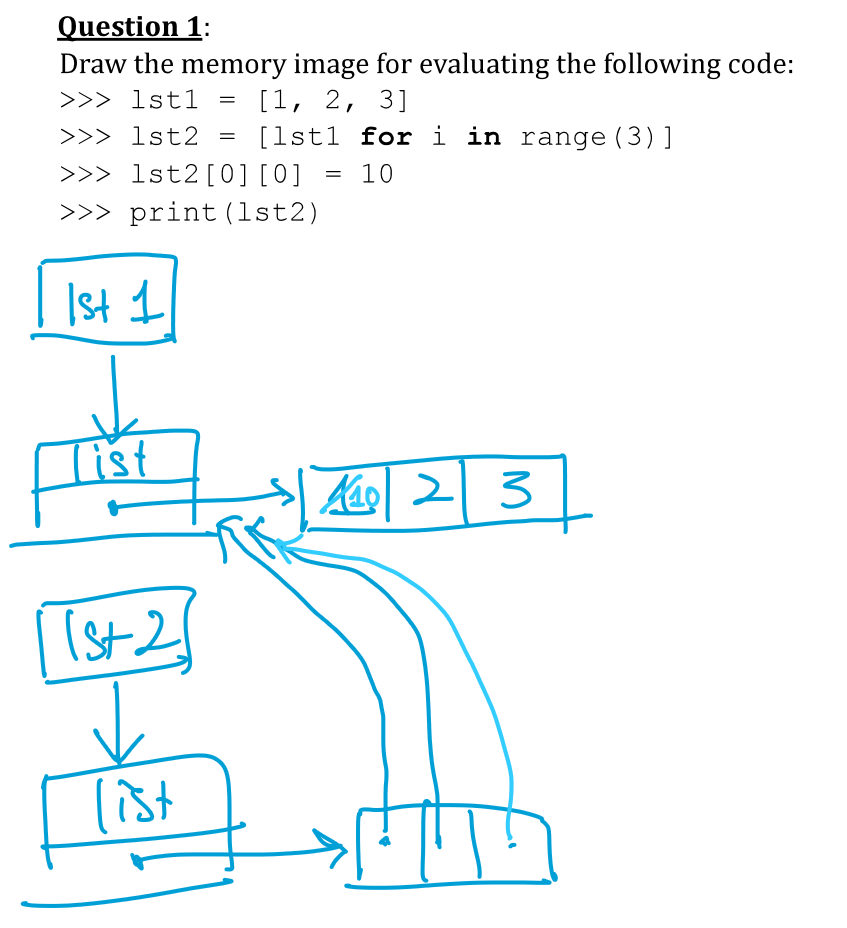 Question 1:
Draw the memory image for evaluating the following code:
>>> lst1 = [1, 2, 3]
>>> lst2 = [lst1 for i in range(3)]
>>> lst2[0][0] = 10
>>> print(lst2)
lst 1
list
1 10 2 3
lst 2
list